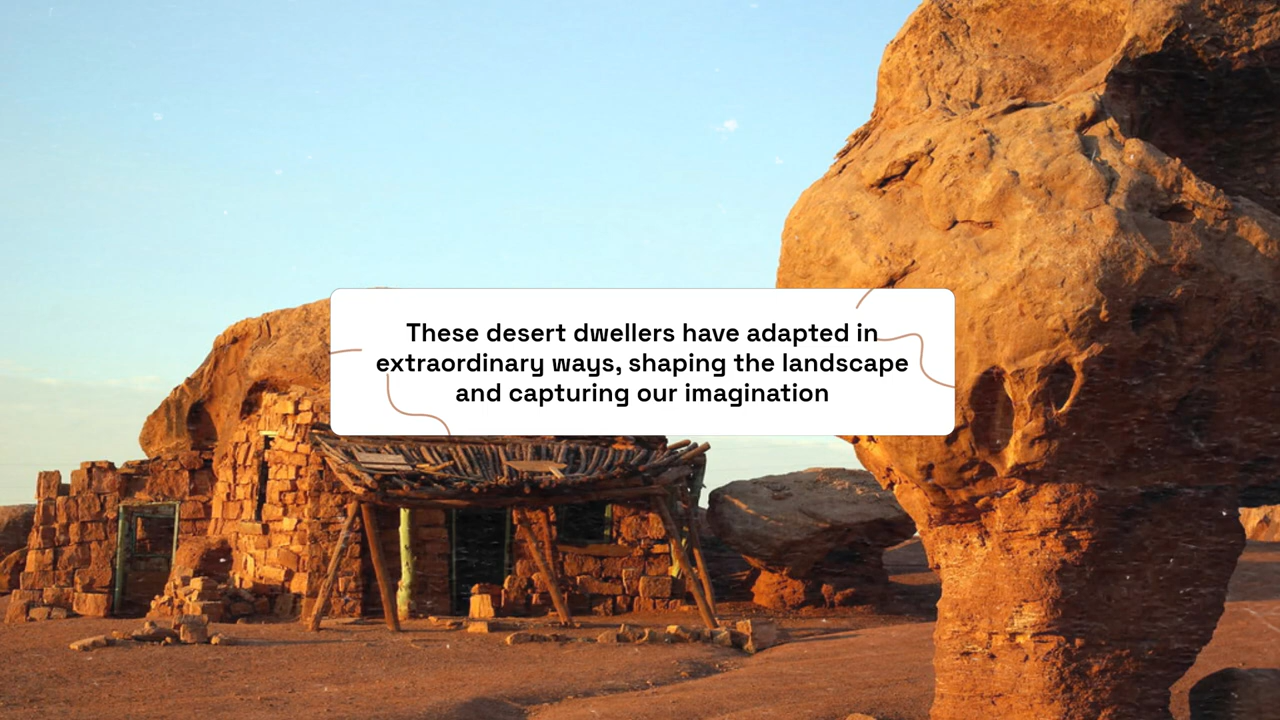 These desert dwellers have adapted in
extraordinary ways, shaping the landscape
and capturing our imagination